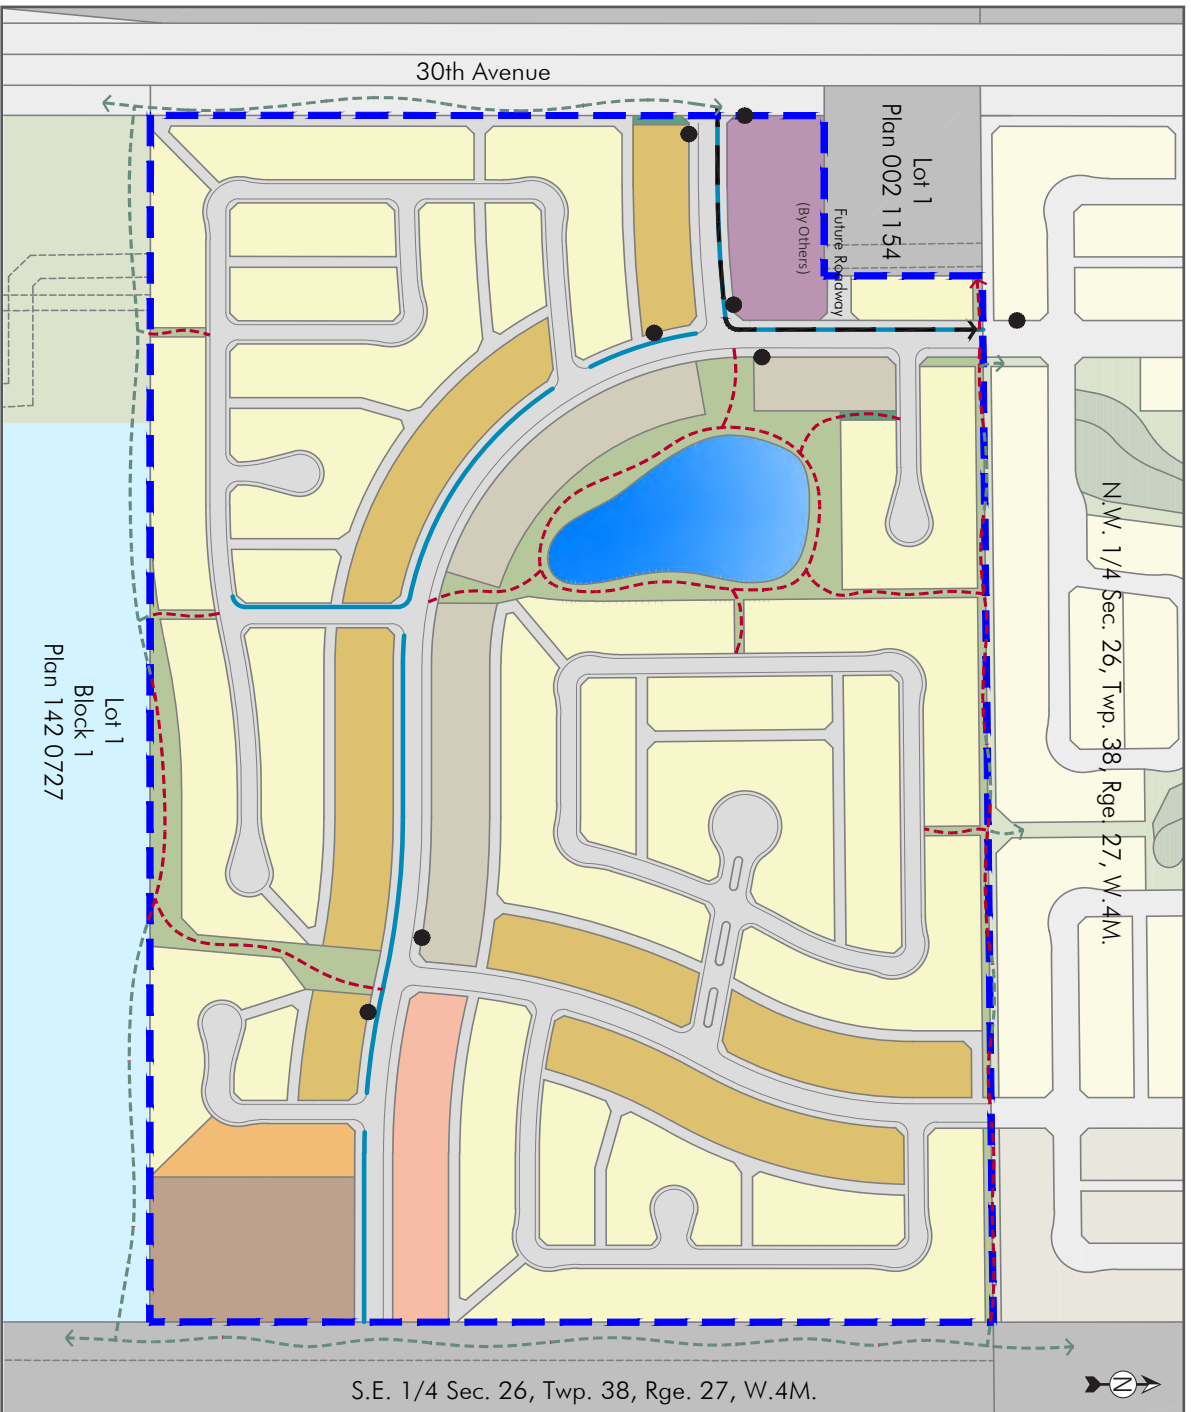 30th Avenue
Lot 1
Plan 002 1154
Future Roadway
(By Others)
N.W. 1/4 Sec. 26, Twp. 38, Rge. 27, W.4M.
Lot 1
Block 1
Plan 142 0727
S.E. 1/4 Sec. 26, Twp. 38, Rge. 27, W.4M.
N